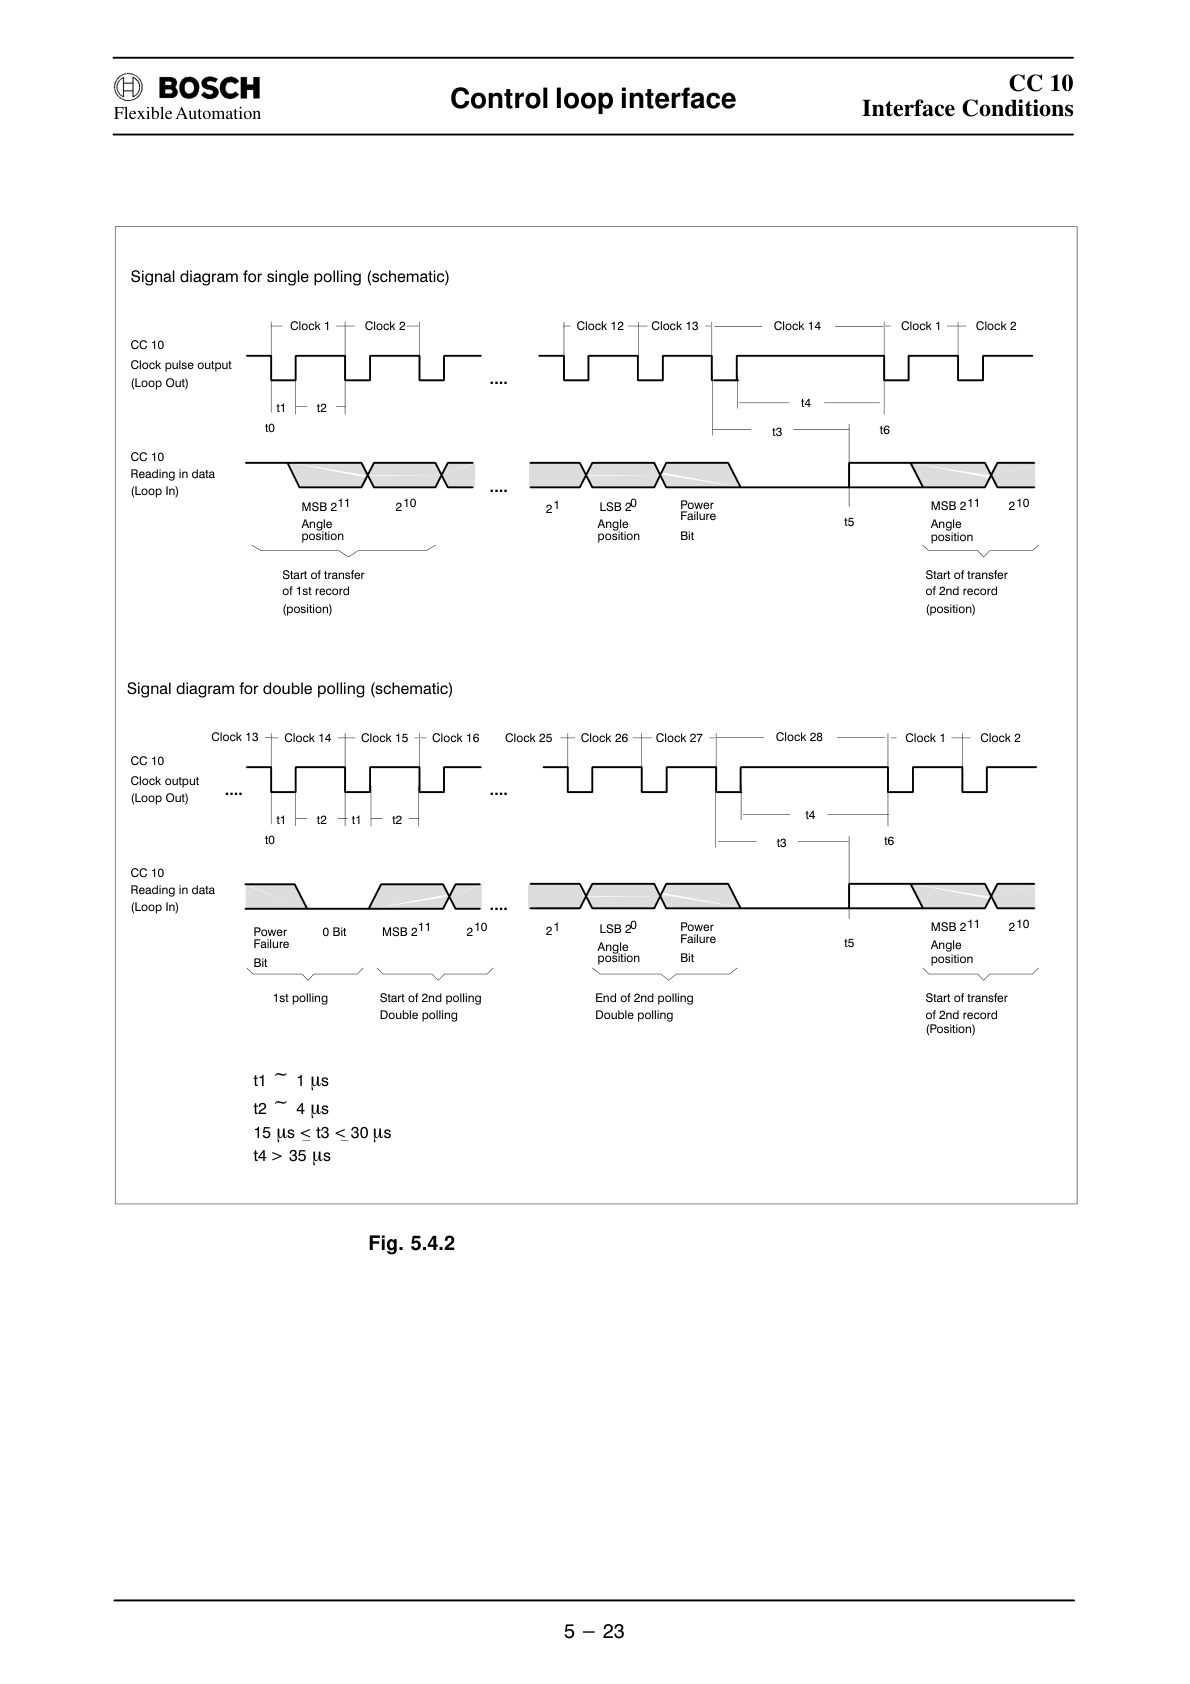 BOSCH
Flexible Automation
Control loop interface
CC 10
Interface Conditions
Signal diagram for single polling (schematic)
Clock 1 Clock 2 Clock 12 Clock 13 Clock 14 Clock 1 Clock 2
CC 10
Clock pulse output
(Loop Out)
....
t1 t2 t4
t0 t3 t6
CC 10
Reading in data
(Loop In)
....
MSB 2^11 2^10 2^1 LSB 2^0 Power MSB 2^11 2^10
Failure
Angle Angle t5 Angle
position position Bit position
Start of transfer Start of transfer
of 1st record of 2nd record
(position) (position)
Signal diagram for double polling (schematic)
Clock 13 Clock 14 Clock 15 Clock 16 Clock 25 Clock 26 Clock 27 Clock 28 Clock 1 Clock 2
CC 10
Clock output
(Loop Out) .... ....
t1 t2 t1 t2 t4
t0 t3 t6
CC 10
Reading in data
(Loop In)
....
Power 0 Bit MSB 2^11 2^10 2^1 LSB 2^0 Power MSB 2^11 2^10
Failure Failure
Angle t5 Angle
Bit position Bit position
1st polling Start of 2nd polling End of 2nd polling Start of transfer
Double polling Double polling of 2nd record
(Position)
t1 ~ 1 µs
t2 ~ 4 µs
15 µs ≤ t3 ≤ 30 µs
t4 > 35 µs
Fig. 5.4.2
5 – 23